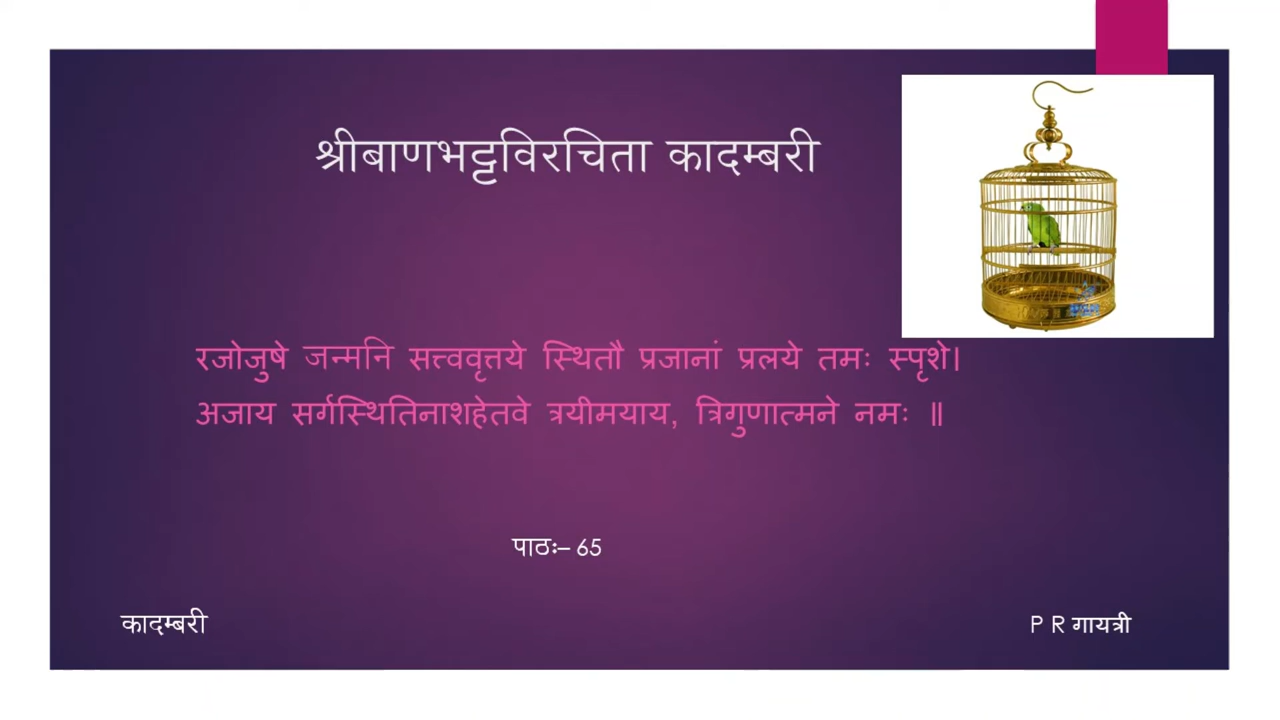 श्रीबाणभट्टविरचिता कादम्बरी
रजोजुषे जन्मनि सत्त्ववृत्तये स्थितौ प्रजानां प्रलये तमः स्पृशे।
अजाय सर्गस्थितिनाशहेतवे त्रयीमयाय, त्रिगुणात्मने नमः ॥
पाठः– 65
कादम्बरी
P R गायत्री